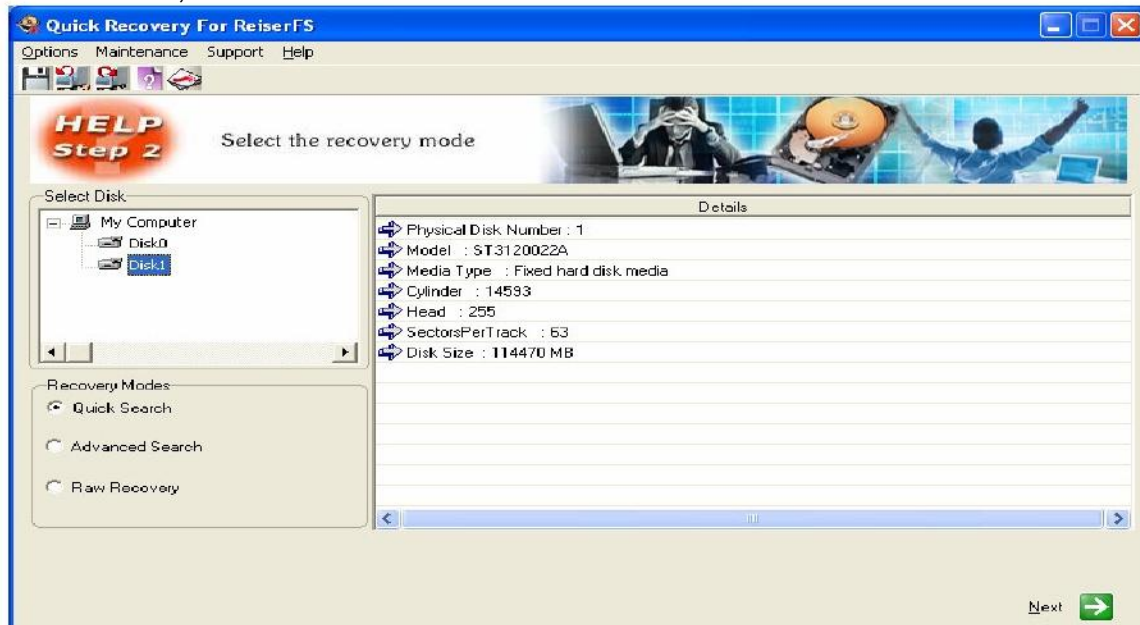 Quick Recovery For ReiserFS
Options Maintenance Support Help
HELP
Step 2
Select the recovery mode
Select Disk
My Computer
Disk0
Disk1
Details
Physical Disk Number : 1
Model : ST3120022A
Media Type : Fixed hard disk media
Cylinder : 14593
Head : 255
SectorsPerTrack : 63
Disk Size : 114470 MB
Recovery Modes
Quick Search
Advanced Search
Raw Recovery
Next